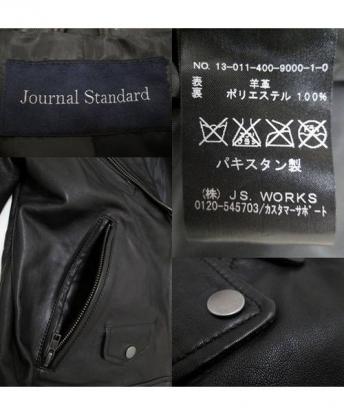 Journal Standard
NO. 13-011-400-9000-1-0
表 羊革
裏 ポリエステル 100%
パキスタン製
(株) JS. WORKS
0120-545703/カスタマーサポート